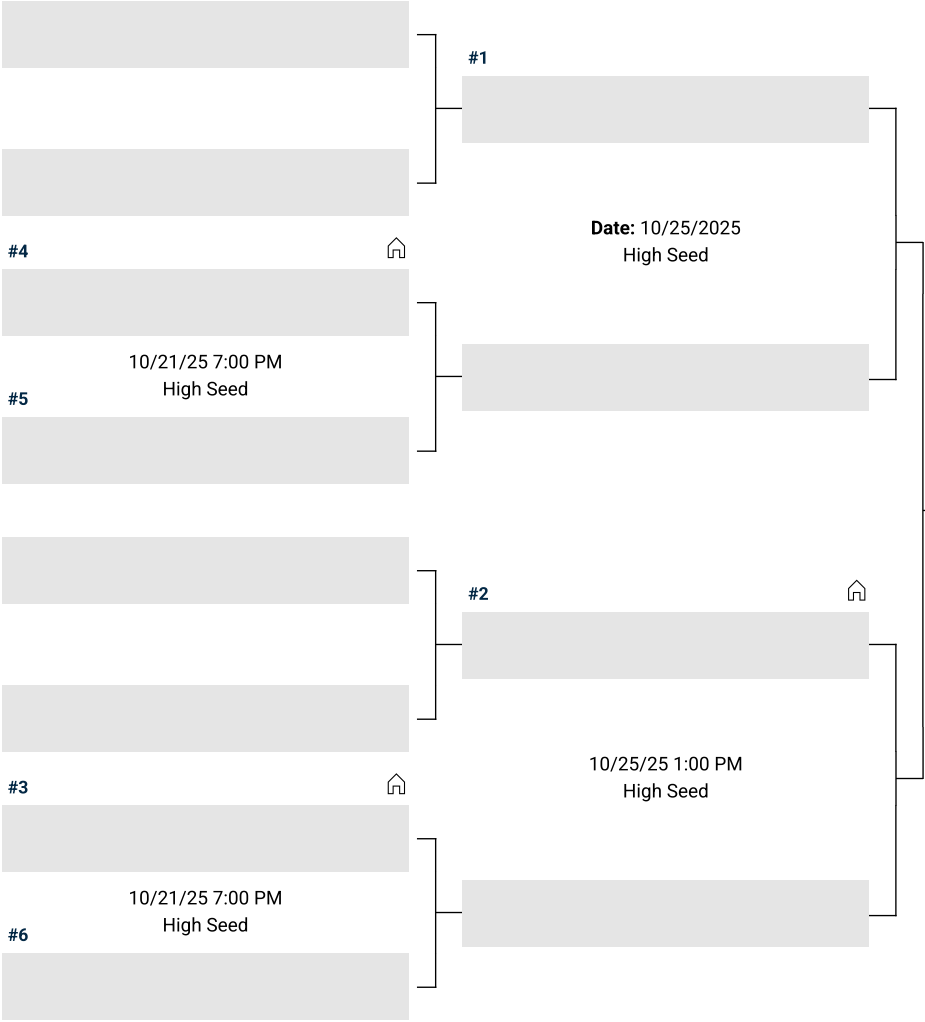 #1
Date: 10/25/2025
High Seed
#4
10/21/25 7:00 PM
High Seed
#5
#2
10/25/25 1:00 PM
High Seed
#3
10/21/25 7:00 PM
High Seed
#6